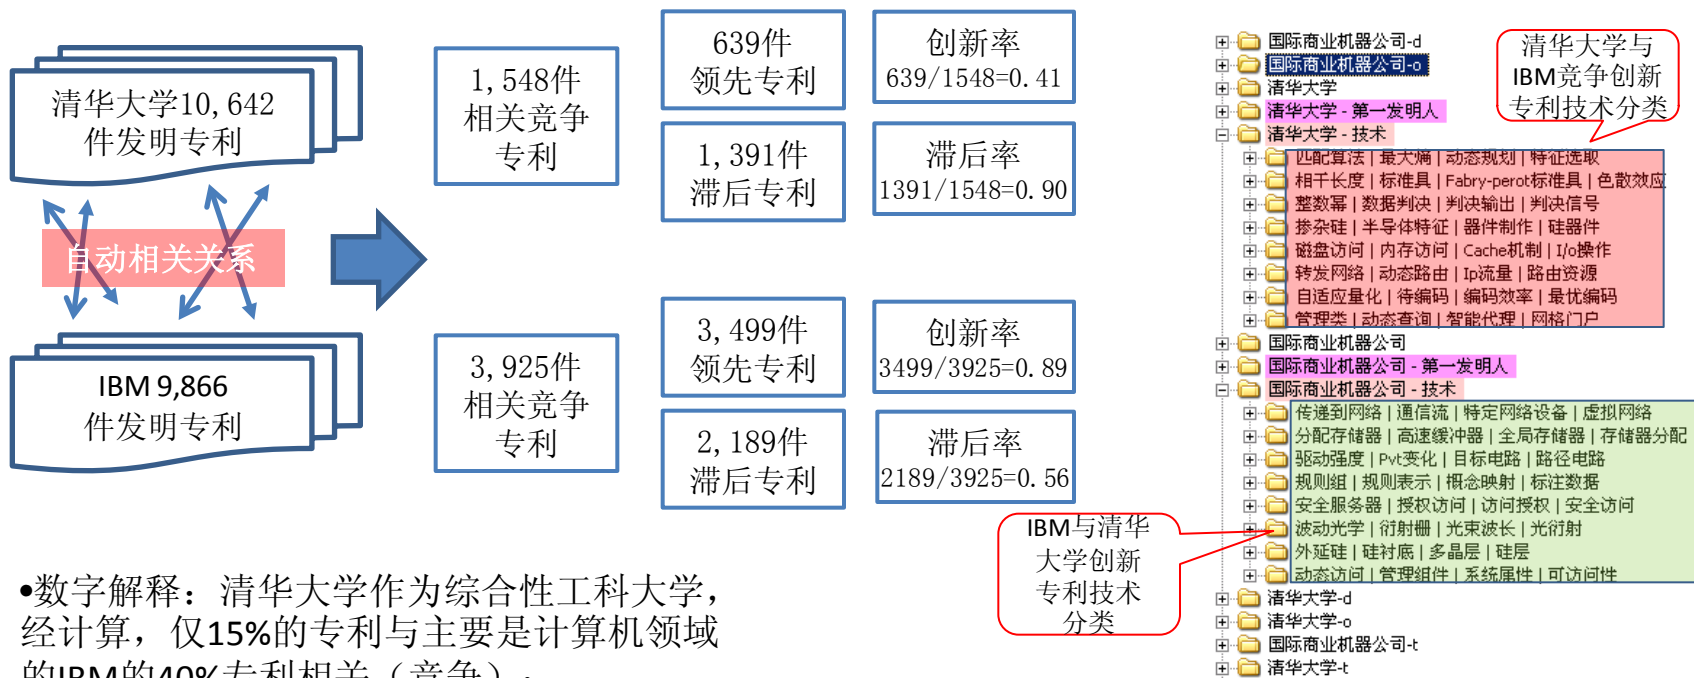 清华大学10,642
件发明专利
自动相关关系
IBM 9,866
件发明专利
1,548件
相关竞争
专利
639件
领先专利
创新率
639/1548=0.41
1,391件
滞后专利
滞后率
1391/1548=0.90
3,925件
相关竞争
专利
3,499件
领先专利
创新率
3499/3925=0.89
2,189件
滞后专利
滞后率
2189/3925=0.56
•数字解释：清华大学作为综合性工科大学，
经计算，仅15%的专利与主要是计算机领域
的IBM的40%专利相关（竞争）；
国际商业机器公司-d
国际商业机器公司-o
清华大学
清华大学 - 第一发明人
清华大学 - 技术
匹配算法 | 最大熵 | 动态规划 | 特征选取
相干长度 | 标准具 | Fabry-perot标准具 | 色散效应
整数幂 | 数据判决 | 判决输出 | 判决信号
掺杂硅 | 半导体特征 | 器件制作 | 硅器件
磁盘访问 | 内存访问 | Cache机制 | I/o操作
转发网络 | 动态路由 | Ip流量 | 路由资源
自适应量化 | 待编码 | 编码效率 | 最优编码
管理类 | 动态查询 | 智能代理 | 网格门户
国际商业机器公司
国际商业机器公司 - 第一发明人
国际商业机器公司 - 技术
传递到网络 | 通信流 | 特定网络设备 | 虚拟网络
分配存储器 | 高速缓冲器 | 全局存储器 | 存储器分配
驱动强度 | Pvt变化 | 目标电路 | 路径电路
规则组 | 规则表示 | 概念映射 | 标注数据
安全服务器 | 授权访问 | 访问授权 | 安全访问
波动光学 | 衍射栅 | 光束波长 | 光衍射
外延硅 | 硅衬底 | 多晶层 | 硅层
动态访问 | 管理组件 | 系统属性 | 可访问性
清华大学-d
清华大学-o
国际商业机器公司-t
清华大学-t
清华大学与
IBM竞争创新
专利技术分类
IBM与清华
大学创新
专利技术
分类